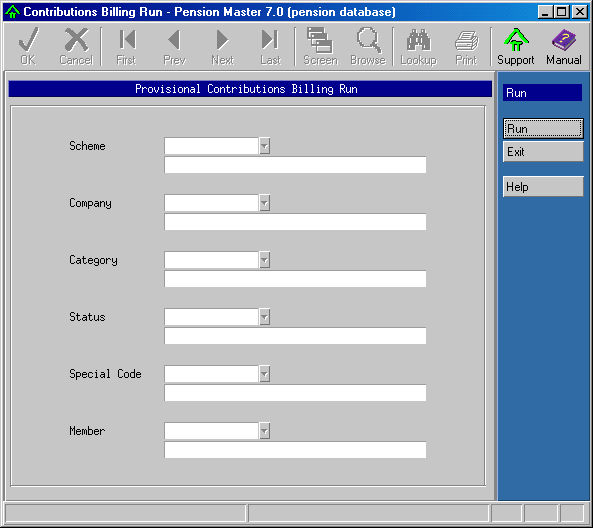 Contributions Billing Run - Pension Master 7.0 (pension database)
OK Cancel First Prev Next Last Screen Browse Lookup Print Support Manual
Provisional Contributions Billing Run
Scheme
Company
Category
Status
Special Code
Member
Run
Run
Exit
Help